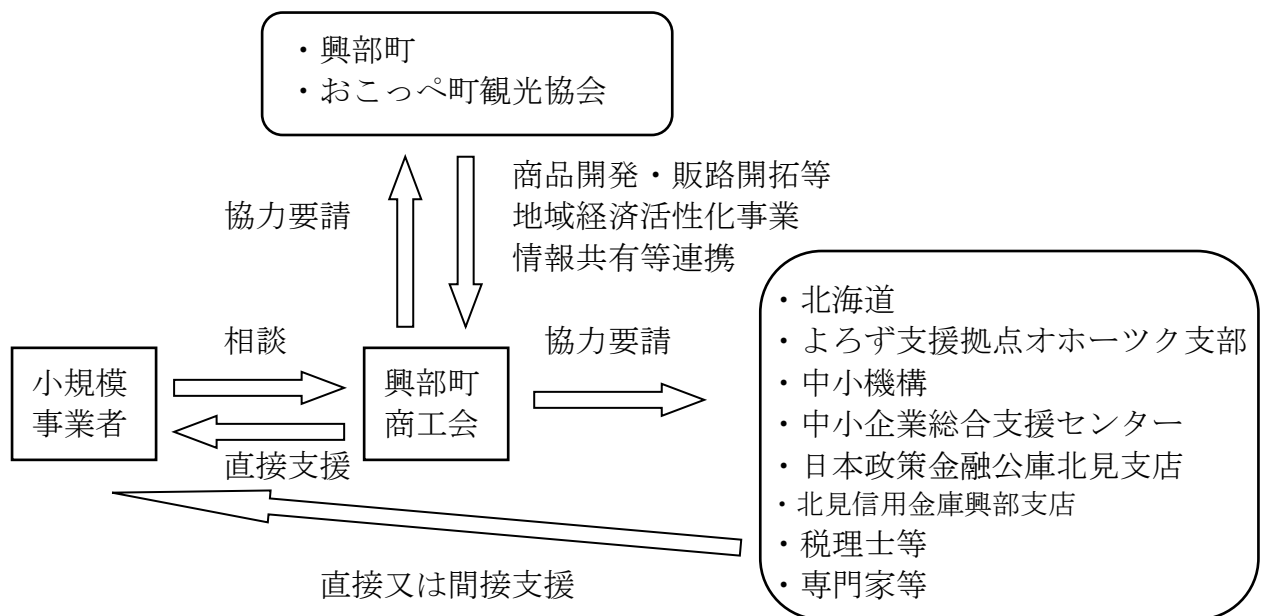 ・興部町
・おこっぺ町観光協会
協力要請
商品開発・販路開拓等
地域経済活性化事業
情報共有等連携
小規模
事業者
相談
直接支援
興部町
商工会
協力要請
・北海道
・よろず支援拠点オホーツク支部
・中小機構
・中小企業総合支援センター
・日本政策金融公庫北見支店
・北見信用金庫興部支店
・税理士等
・専門家等
直接又は間接支援